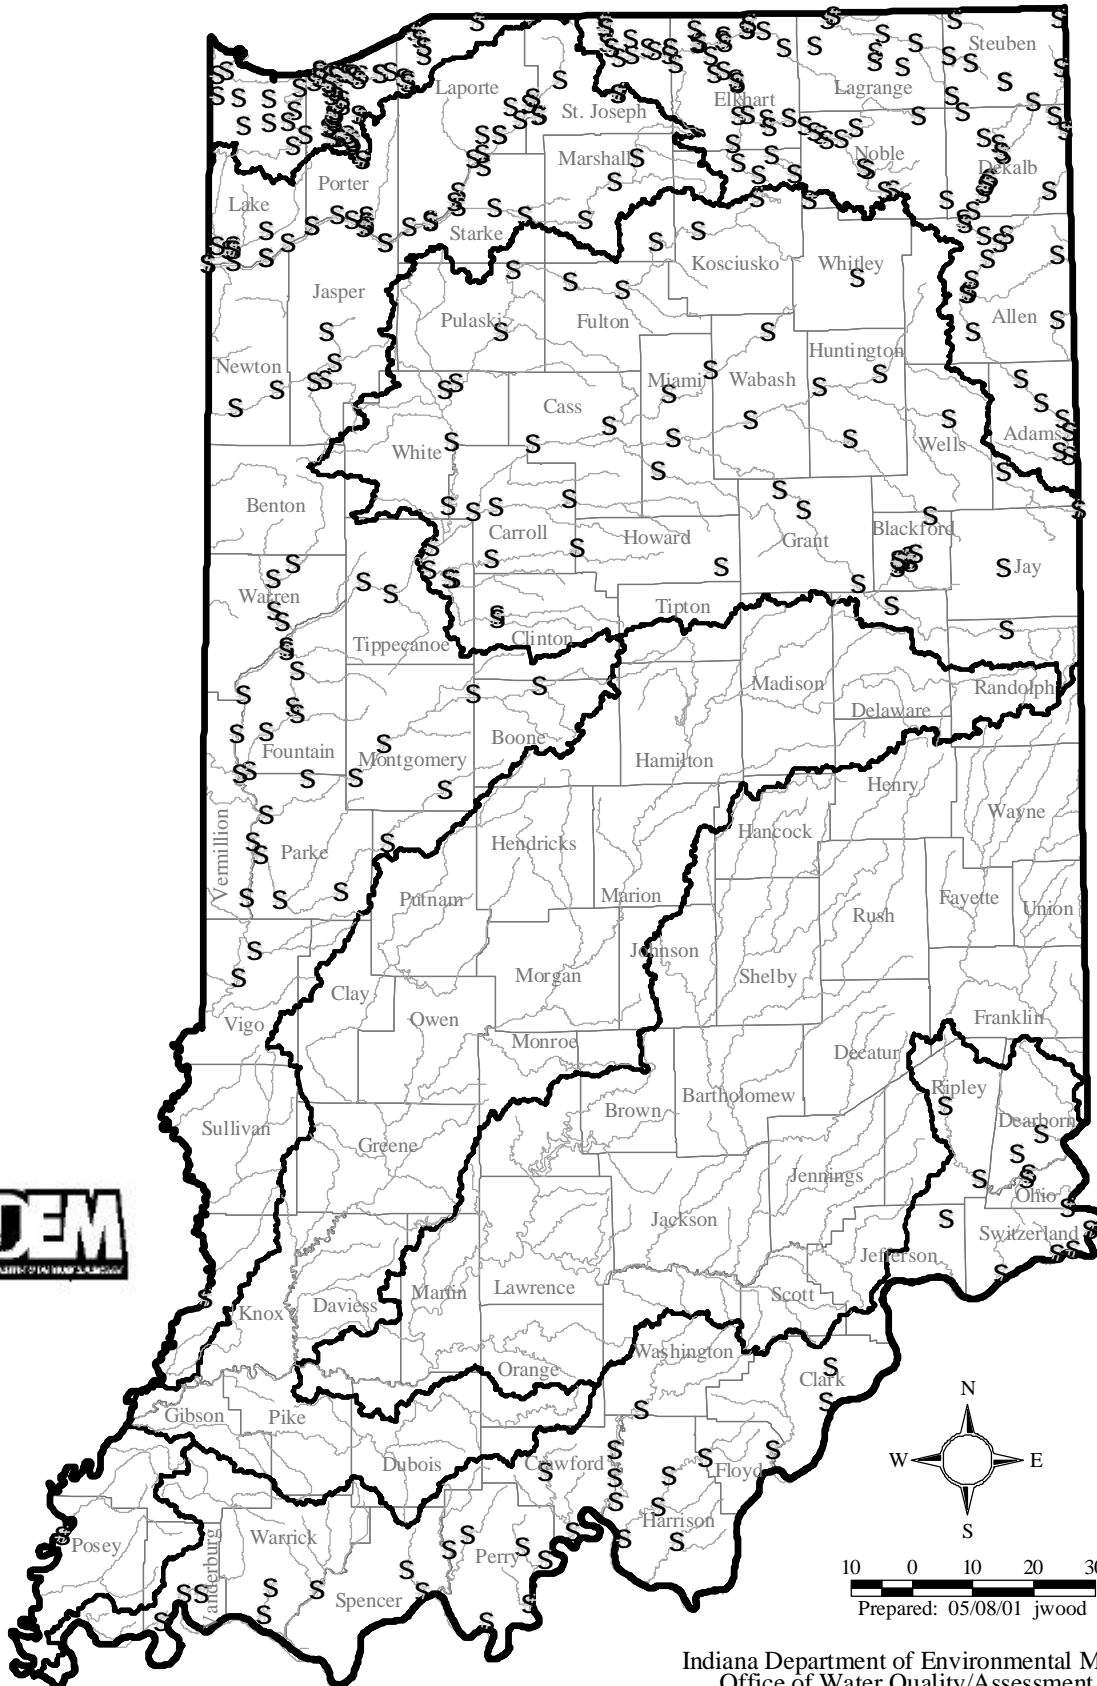 Steuben
Laporte
Lagrange
Elkhart
St. Joseph
Noble
Marshall
Dekalb
Porter
Lake
Starke
Kosciusko
Whitley
Jasper
Pulaski
Fulton
Allen
Huntington
Newton
Miami
Wabash
Cass
White
Wells
Adams
Benton
Carroll
Howard
Grant
Blackford
Jay
Warren
Tipton
Tippecanoe
Clinton
Madison
Randolph
Delaware
Boone
Fountain
Montgomery
Hamilton
Henry
Wayne
Hancock
Vermillion
Parke
Hendricks
Putnam
Marion
Fayette
Union
Rush
Johnson
Morgan
Shelby
Clay
Owen
Vigo
Franklin
Monroe
Decatur
Ripley
Bartholomew
Brown
Dearborn
Sullivan
Greene
Jennings
Ohio
DEM
Jackson
Switzerland
Jefferson
Martin
Lawrence
Scott
Daviess
Knox
Washington
Orange
Clark
Gibson
Pike
N
W
E
S
Dubois
Crawford
Floyd
Harrison
Warrick
Vanderburg
Posey
Perry
Spencer
10 0 10 20 30
Prepared: 05/08/01 jwood
Indiana Department of Environmental M
Office of Water Quality/Assessment